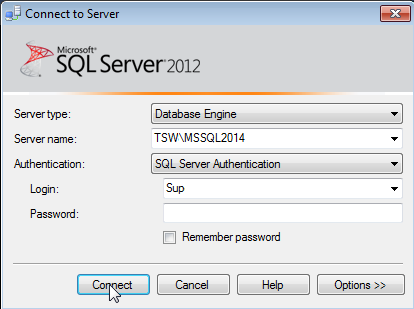 Connect to Server
Microsoft®
SQL Server® 2012
Server type: Database Engine
Server name: TSW\MSSQL2014
Authentication: SQL Server Authentication
Login: Sup
Password:
Remember password
Connect Cancel Help Options >>